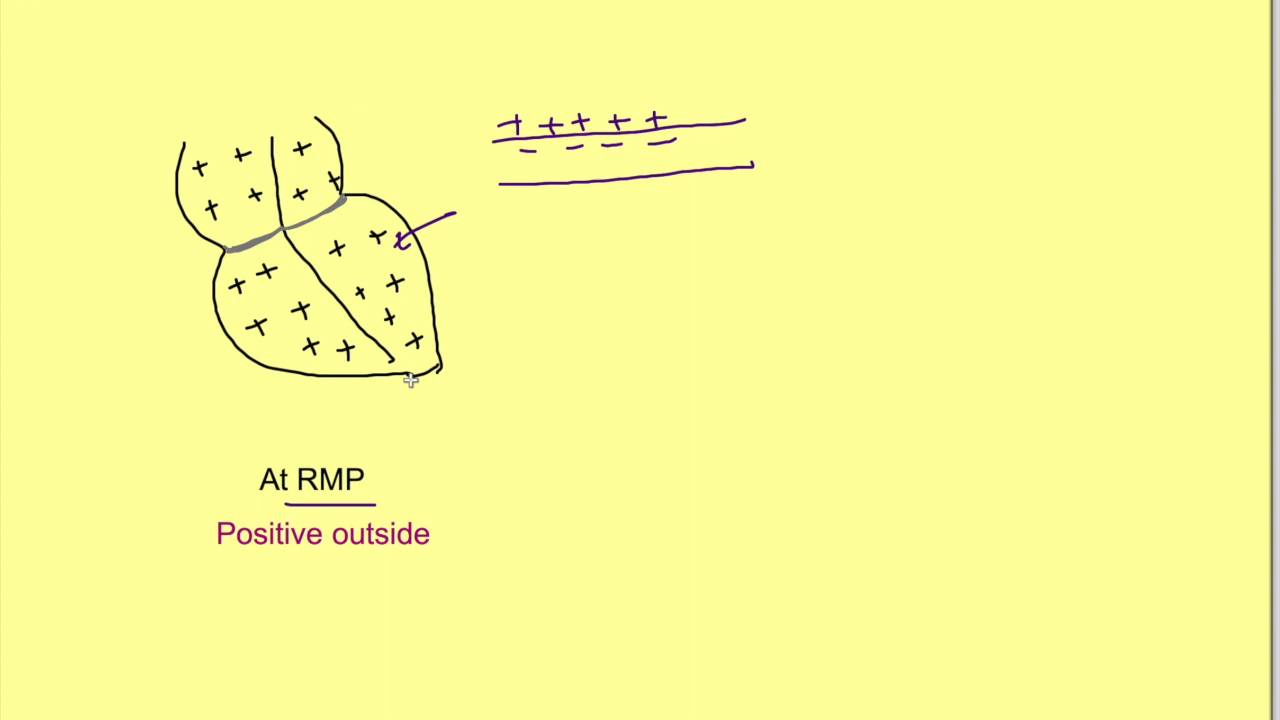 + + + + +
− − − −
At RMP
Positive outside